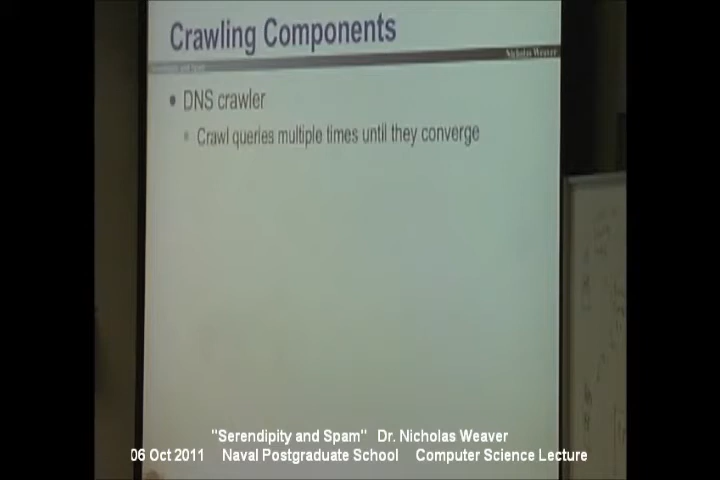 Crawling Components
Nicholas Weaver
• DNS crawler
Crawl queries multiple times until they converge
"Serendipity and Spam" Dr. Nicholas Weaver
06 Oct 2011 Naval Postgraduate School Computer Science Lecture